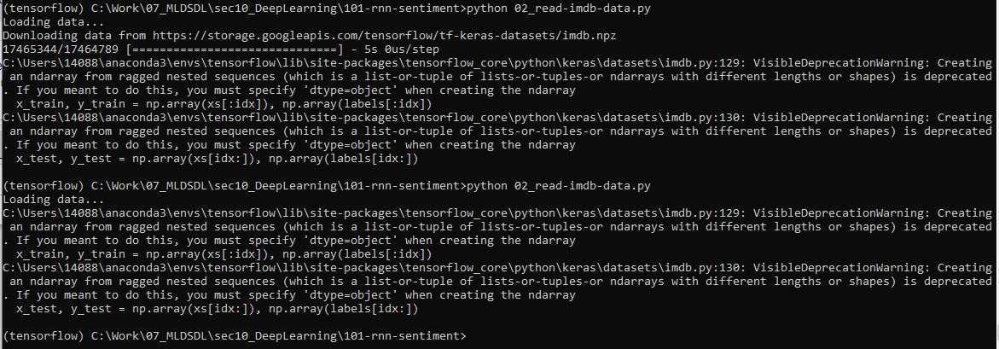 (tensorflow) C:\Work\07_MLDSDL\sec10_DeepLearning\101-rnn-sentiment>python 02_read-imdb-data.py
Loading data...
Downloading data from https://storage.googleapis.com/tensorflow/tf-keras-datasets/imdb.npz
17465344/17464789 [==============================] - 5s 0us/step
C:\Users\14088\anaconda3\envs\tensorflow\lib\site-packages\tensorflow_core\python\keras\datasets\imdb.py:129: VisibleDeprecationWarning: Creating
 an ndarray from ragged nested sequences (which is a list-or-tuple of lists-or-tuples-or ndarrays with different lengths or shapes) is deprecated
. If you meant to do this, you must specify 'dtype=object' when creating the ndarray
  x_train, y_train = np.array(xs[:idx]), np.array(labels[:idx])
C:\Users\14088\anaconda3\envs\tensorflow\lib\site-packages\tensorflow_core\python\keras\datasets\imdb.py:130: VisibleDeprecationWarning: Creating
 an ndarray from ragged nested sequences (which is a list-or-tuple of lists-or-tuples-or ndarrays with different lengths or shapes) is deprecated
. If you meant to do this, you must specify 'dtype=object' when creating the ndarray
  x_test, y_test = np.array(xs[idx:]), np.array(labels[idx:])
(tensorflow) C:\Work\07_MLDSDL\sec10_DeepLearning\101-rnn-sentiment>python 02_read-imdb-data.py
Loading data...
C:\Users\14088\anaconda3\envs\tensorflow\lib\site-packages\tensorflow_core\python\keras\datasets\imdb.py:129: VisibleDeprecationWarning: Creating
 an ndarray from ragged nested sequences (which is a list-or-tuple of lists-or-tuples-or ndarrays with different lengths or shapes) is deprecated
. If you meant to do this, you must specify 'dtype=object' when creating the ndarray
  x_train, y_train = np.array(xs[:idx]), np.array(labels[:idx])
C:\Users\14088\anaconda3\envs\tensorflow\lib\site-packages\tensorflow_core\python\keras\datasets\imdb.py:130: VisibleDeprecationWarning: Creating
 an ndarray from ragged nested sequences (which is a list-or-tuple of lists-or-tuples-or ndarrays with different lengths or shapes) is deprecated
. If you meant to do this, you must specify 'dtype=object' when creating the ndarray
  x_test, y_test = np.array(xs[idx:]), np.array(labels[idx:])
(tensorflow) C:\Work\07_MLDSDL\sec10_DeepLearning\101-rnn-sentiment>